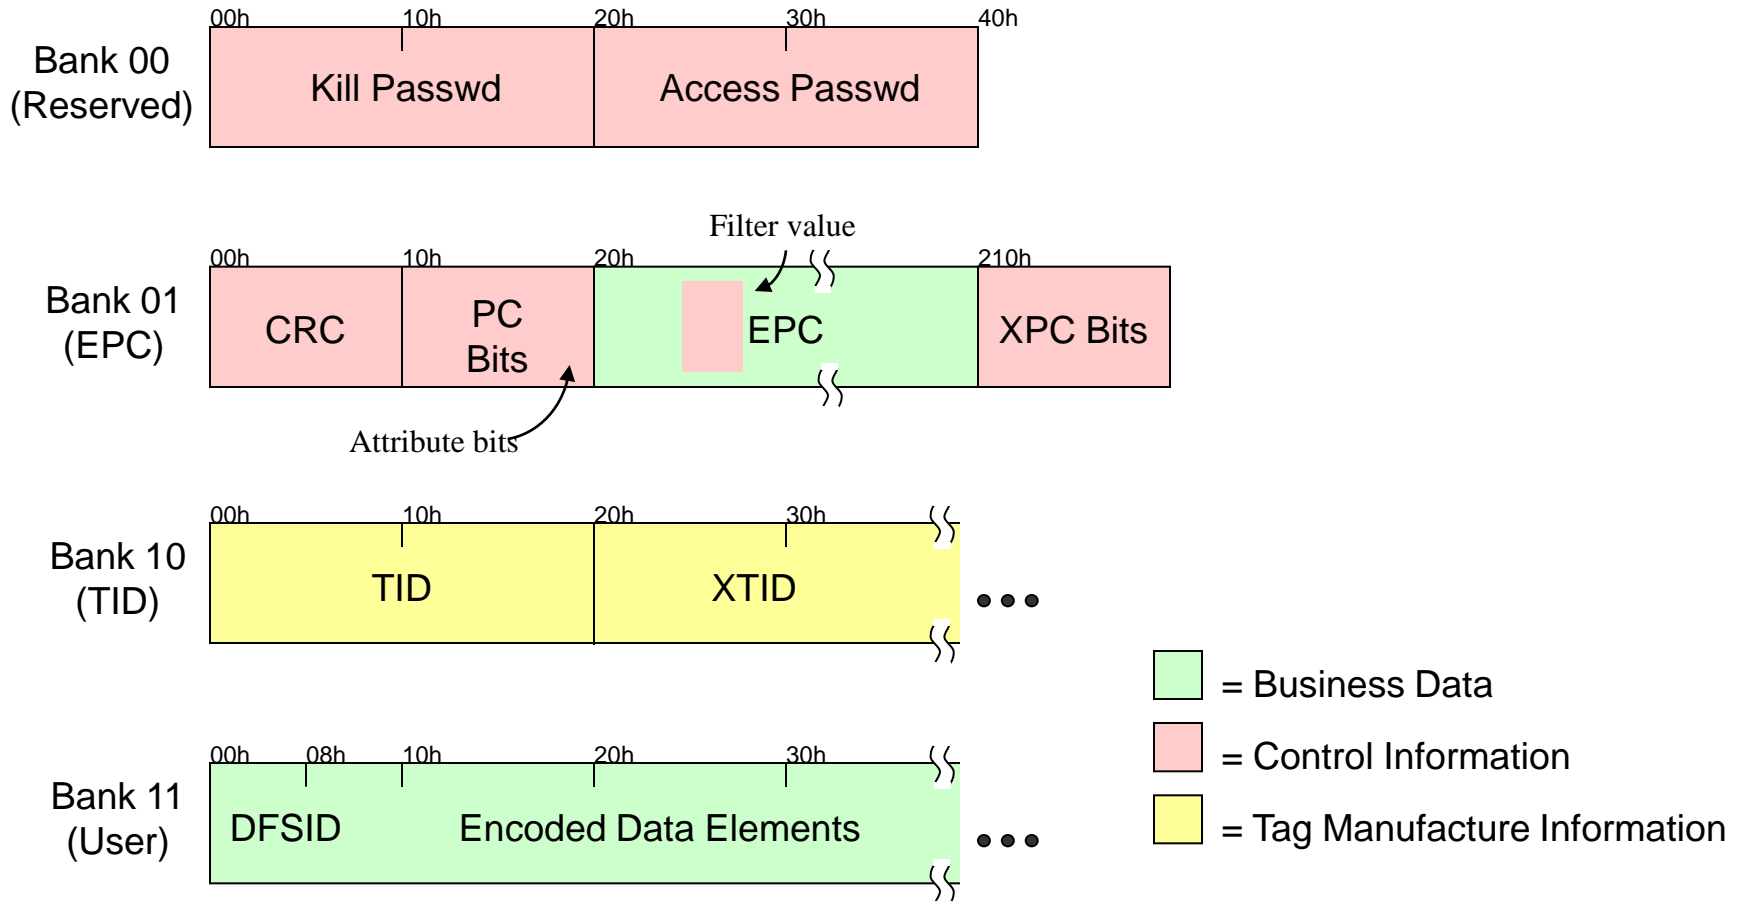 00h 10h 20h 30h 40h
Bank 00
(Reserved)
Kill Passwd
Access Passwd
Filter value
00h 10h 20h 210h
Bank 01
(EPC)
CRC
PC
Bits
EPC
XPC Bits
Attribute bits
00h 10h 20h 30h
Bank 10
(TID)
TID
XTID
00h 08h 10h 20h 30h
Bank 11
(User)
DFSID
Encoded Data Elements
= Business Data
= Control Information
= Tag Manufacture Information